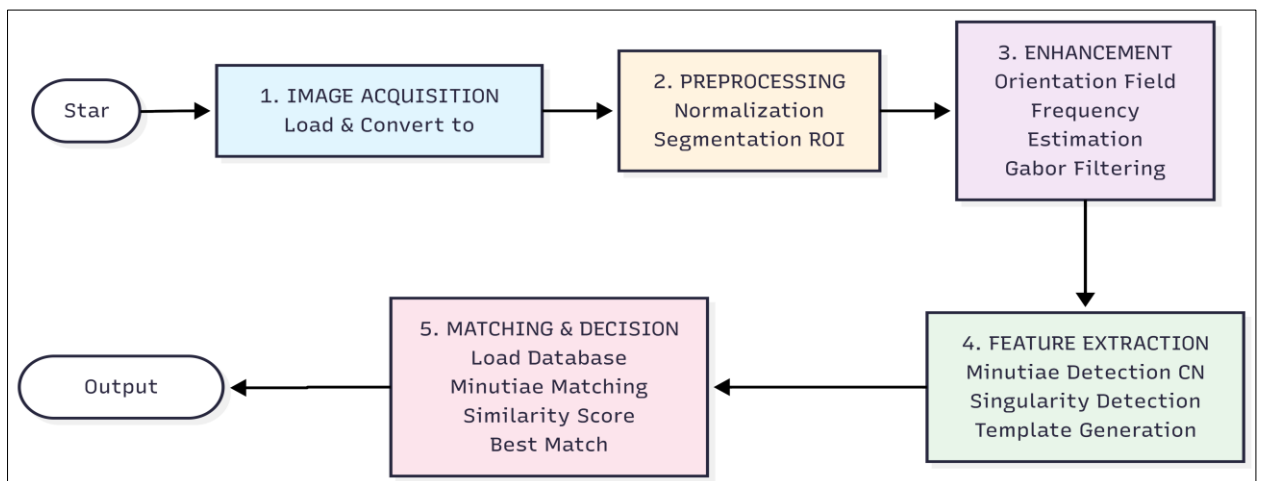 Star
1. IMAGE ACQUISITION
Load & Convert to
2. PREPROCESSING
Normalization
Segmentation ROI
3. ENHANCEMENT
Orientation Field
Frequency
Estimation
Gabor Filtering
4. FEATURE EXTRACTION
Minutiae Detection CN
Singularity Detection
Template Generation
5. MATCHING & DECISION
Load Database
Minutiae Matching
Similarity Score
Best Match
Output